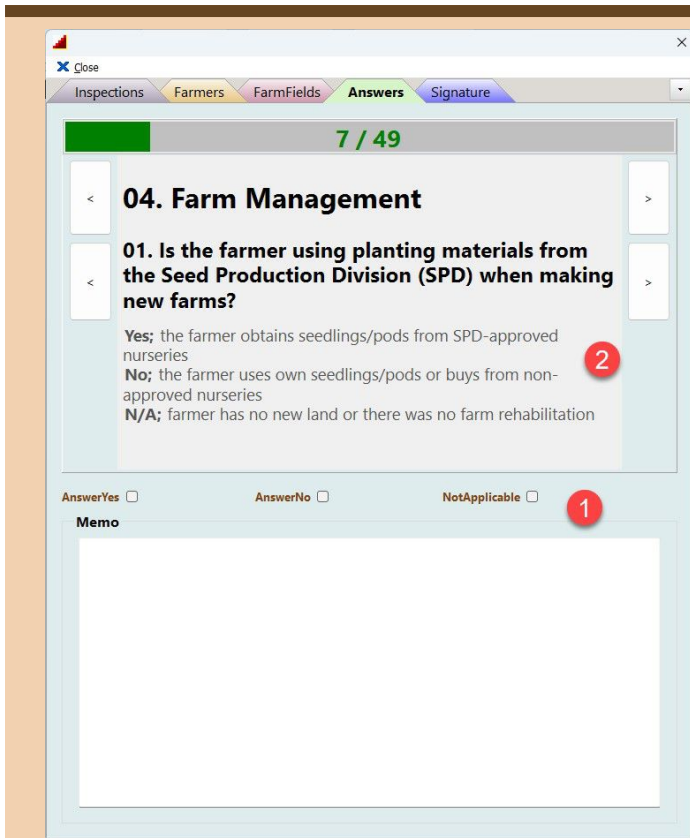 Close
Inspections Farmers FarmFields Answers Signature
7 / 49
< 04. Farm Management >
01. Is the farmer using planting materials from
< the Seed Production Division (SPD) when making >
new farms?
Yes; the farmer obtains seedlings/pods from SPD-approved
nurseries
No; the farmer uses own seedlings/pods or buys from non-
approved nurseries
N/A; farmer has no new land or there was no farm rehabilitation
2
AnswerYes AnswerNo NotApplicable
1
Memo